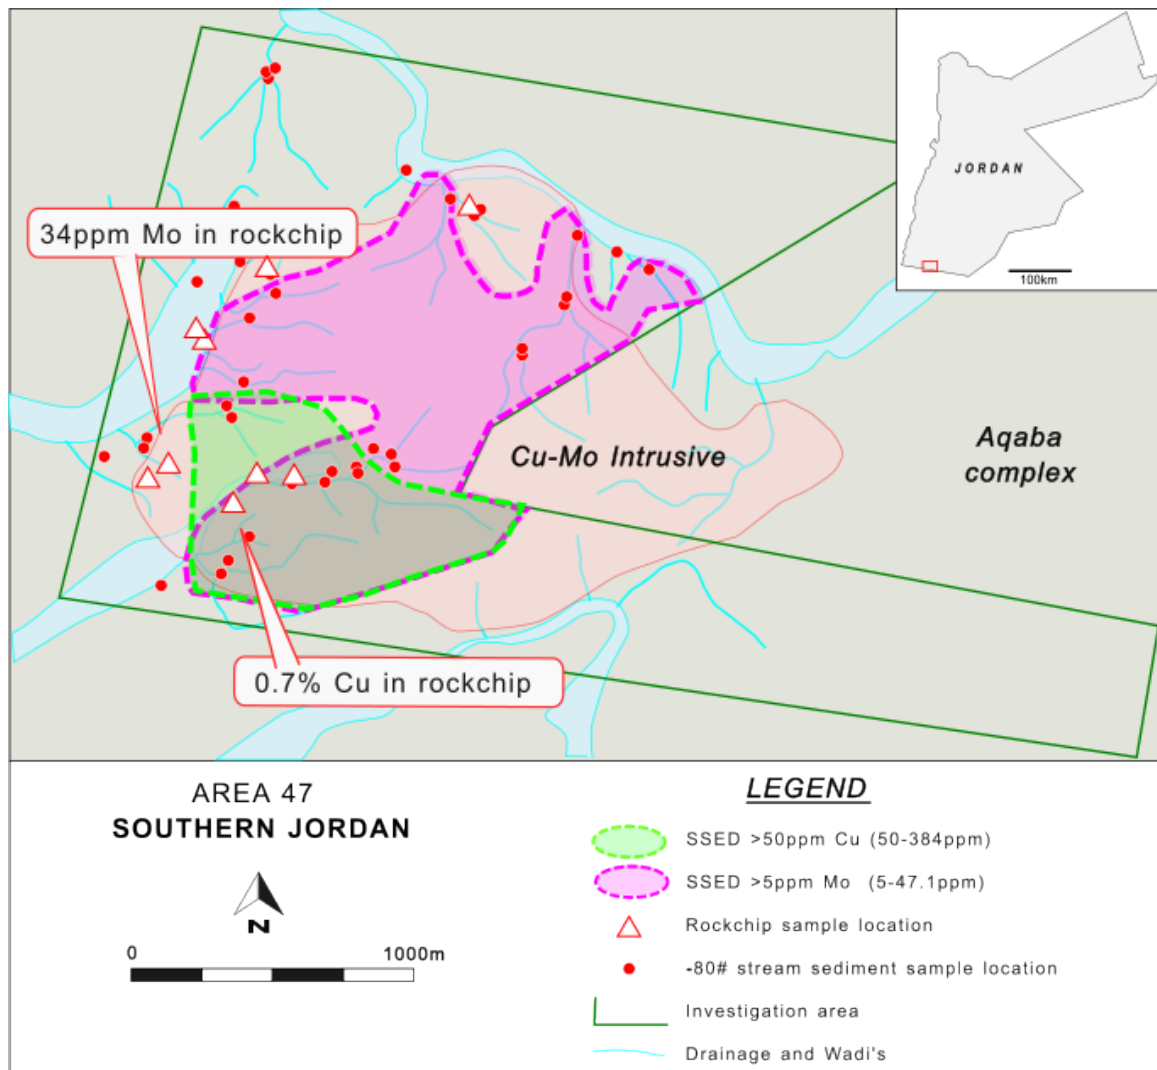 JORDAN
100km
34ppm Mo in rockchip
Cu-Mo Intrusive
Aqaba
complex
0.7% Cu in rockchip
AREA 47
SOUTHERN JORDAN
N
0 1000m
LEGEND
SSED >50ppm Cu (50-384ppm)
SSED >5ppm Mo (5-47.1ppm)
Rockchip sample location
-80# stream sediment sample location
Investigation area
Drainage and Wadi's